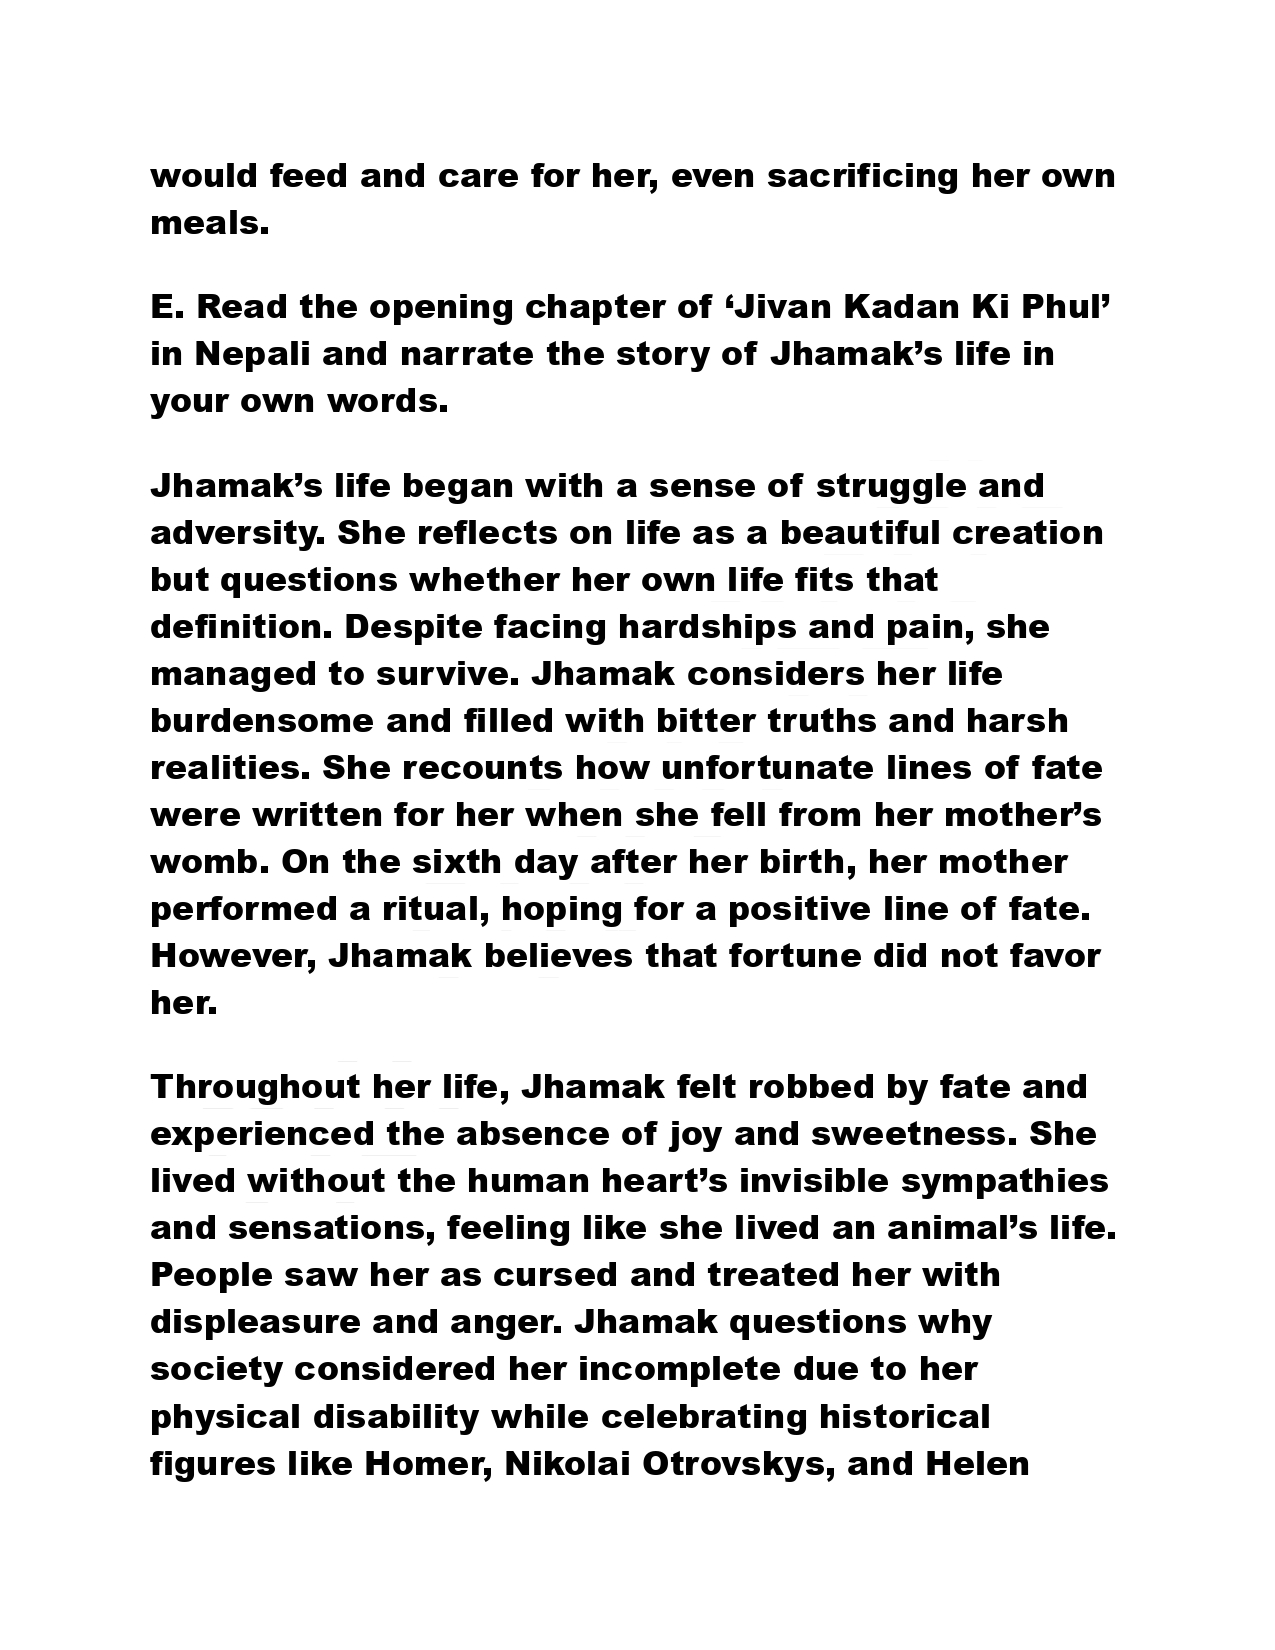 would feed and care for her, even sacrificing her own
meals.
E. Read the opening chapter of ‘Jivan Kadan Ki Phul’
in Nepali and narrate the story of Jhamak’s life in
your own words.
Jhamak’s life began with a sense of struggle and
adversity. She reflects on life as a beautiful creation
but questions whether her own life fits that
definition. Despite facing hardships and pain, she
managed to survive. Jhamak considers her life
burdensome and filled with bitter truths and harsh
realities. She recounts how unfortunate lines of fate
were written for her when she fell from her mother’s
womb. On the sixth day after her birth, her mother
performed a ritual, hoping for a positive line of fate.
However, Jhamak believes that fortune did not favor
her.
Throughout her life, Jhamak felt robbed by fate and
experienced the absence of joy and sweetness. She
lived without the human heart’s invisible sympathies
and sensations, feeling like she lived an animal’s life.
People saw her as cursed and treated her with
displeasure and anger. Jhamak questions why
society considered her incomplete due to her
physical disability while celebrating historical
figures like Homer, Nikolai Otrovskys, and Helen